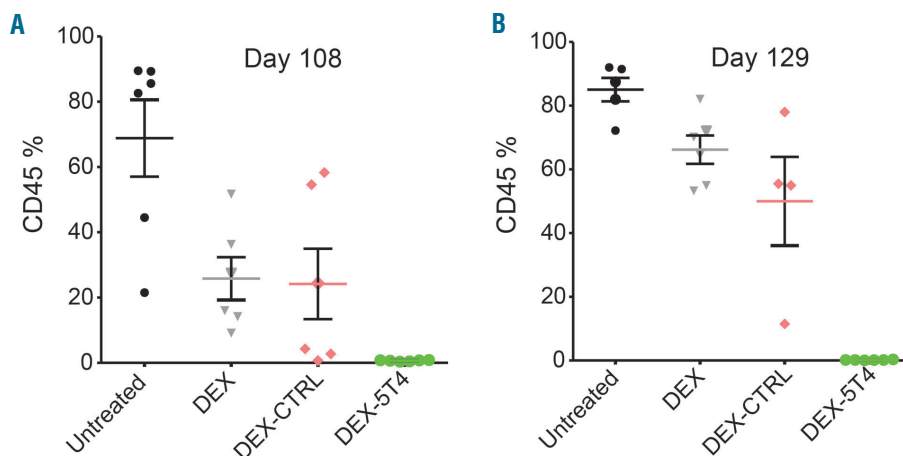 A
Day 108
CD45 %
100
80
60
40
20
0
Untreated
DEX
DEX-CTRL
DEX-5T4
B
Day 129
CD45 %
100
80
60
40
20
0
Untreated
DEX
DEX-CTRL
DEX-5T4